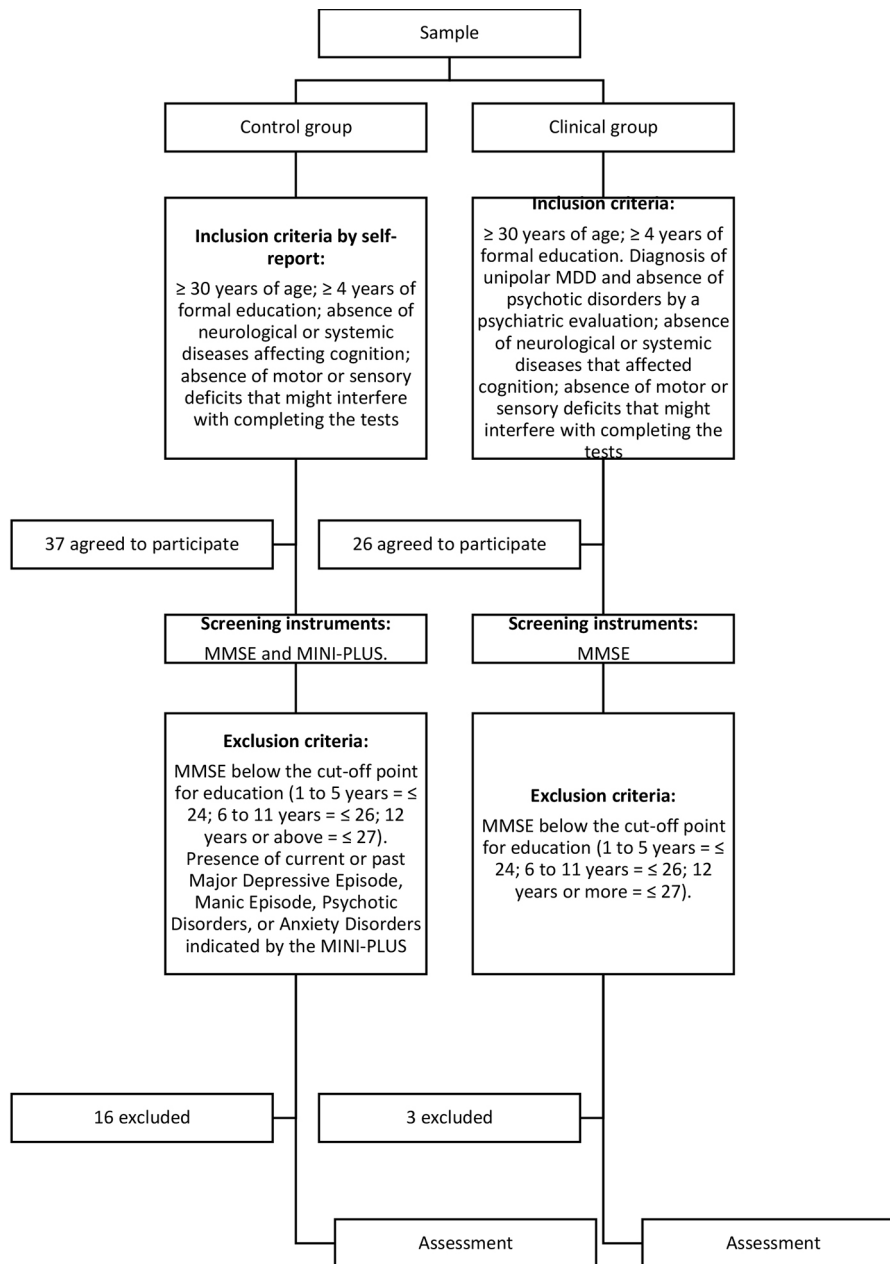 Sample
Control group
Clinical group
Inclusion criteria by self-
report:
≥ 30 years of age; ≥ 4 years of
formal education; absence of
neurological or systemic
diseases affecting cognition;
absence of motor or sensory
deficits that might interfere
with completing the tests
Inclusion criteria:
≥ 30 years of age; ≥ 4 years of
formal education. Diagnosis of
unipolar MDD and absence of
psychotic disorders by a
psychiatric evaluation; absence
of neurological or systemic
diseases that affected
cognition; absence of motor or
sensory deficits that might
interfere with completing the
tests
37 agreed to participate
26 agreed to participate
Screening instruments:
MMSE and MINI-PLUS.
Screening instruments:
MMSE
Exclusion criteria:
MMSE below the cut-off point
for education (1 to 5 years = ≤
24; 6 to 11 years = ≤ 26; 12
years or above = ≤ 27).
Presence of current or past
Major Depressive Episode,
Manic Episode, Psychotic
Disorders, or Anxiety Disorders
indicated by the MINI-PLUS
Exclusion criteria:
MMSE below the cut-off point
for education (1 to 5 years = ≤
24; 6 to 11 years = ≤ 26; 12
years or more = ≤ 27).
16 excluded
3 excluded
Assessment
Assessment